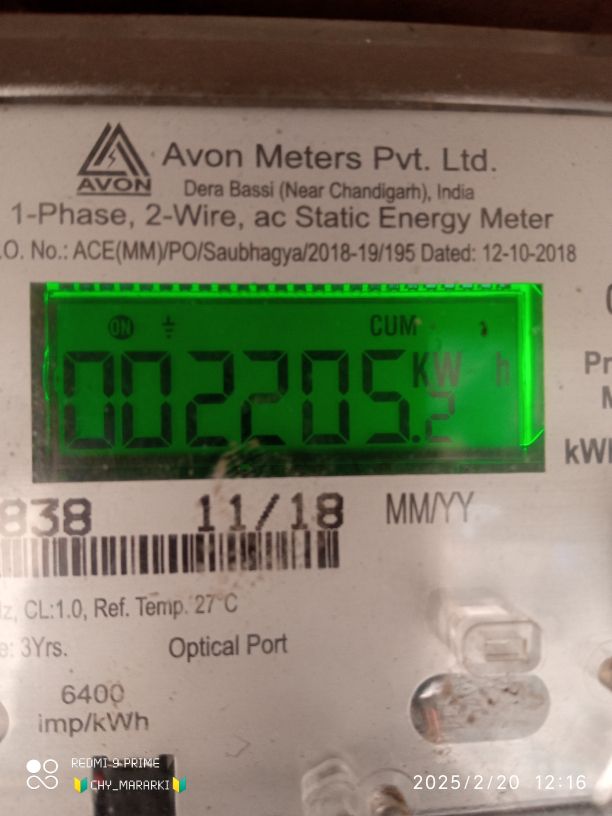 AVON
Avon Meters Pvt. Ltd.
Dera Bassi (Near Chandigarh), India
1-Phase, 2-Wire, ac Static Energy Meter
.O. No.: ACE(MM)/PO/Saubhagya/2018-19/195 Dated: 12-10-2018
ON CUM
002205.2 KW h
Pr
M
kWh
838 11/18 MM/YY
z, CL:1.0, Ref. Temp. 27°C
e: 3Yrs. Optical Port
6400
imp/kWh
REDMI 9 PRIME
🔰CHY_MARARKI🔰
2025/2/20 12:16